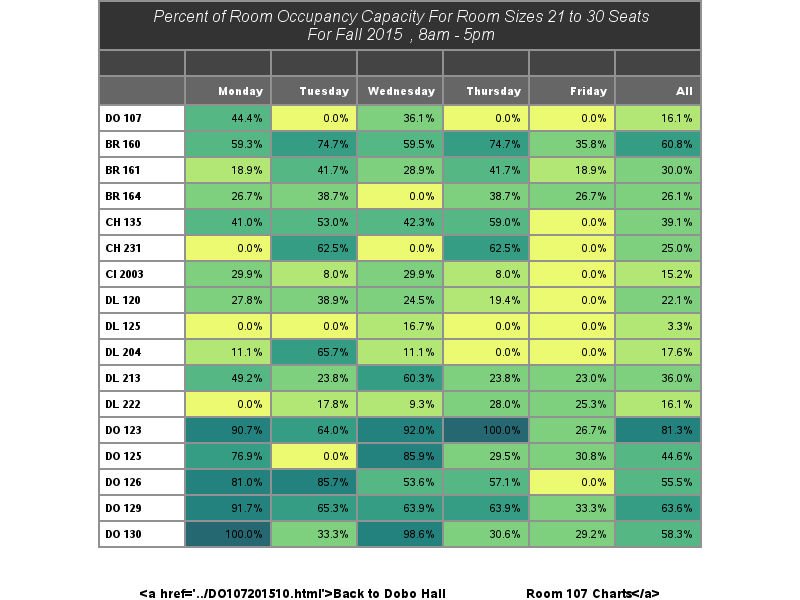 Percent of Room Occupancy Capacity For Room Sizes 21 to 30 Seats
For Fall 2015 , 8am - 5pm
Monday Tuesday Wednesday Thursday Friday All
DO 107 44.4% 0.0% 36.1% 0.0% 0.0% 16.1%
BR 160 59.3% 74.7% 59.5% 74.7% 35.8% 60.8%
BR 161 18.9% 41.7% 28.9% 41.7% 18.9% 30.0%
BR 164 26.7% 38.7% 0.0% 38.7% 26.7% 26.1%
CH 135 41.0% 53.0% 42.3% 59.0% 0.0% 39.1%
CH 231 0.0% 62.5% 0.0% 62.5% 0.0% 25.0%
CI 2003 29.9% 8.0% 29.9% 8.0% 0.0% 15.2%
DL 120 27.8% 38.9% 24.5% 19.4% 0.0% 22.1%
DL 125 0.0% 0.0% 16.7% 0.0% 0.0% 3.3%
DL 204 11.1% 65.7% 11.1% 0.0% 0.0% 17.6%
DL 213 49.2% 23.8% 60.3% 23.8% 23.0% 36.0%
DL 222 0.0% 17.8% 9.3% 28.0% 25.3% 16.1%
DO 123 90.7% 64.0% 92.0% 100.0% 26.7% 81.3%
DO 125 76.9% 0.0% 85.9% 29.5% 30.8% 44.6%
DO 126 81.0% 85.7% 53.6% 57.1% 0.0% 55.5%
DO 129 91.7% 65.3% 63.9% 63.9% 33.3% 63.6%
DO 130 100.0% 33.3% 98.6% 30.6% 29.2% 58.3%
<a href='../DO107201510.html'>Back to Dobo Hall Room 107 Charts</a>